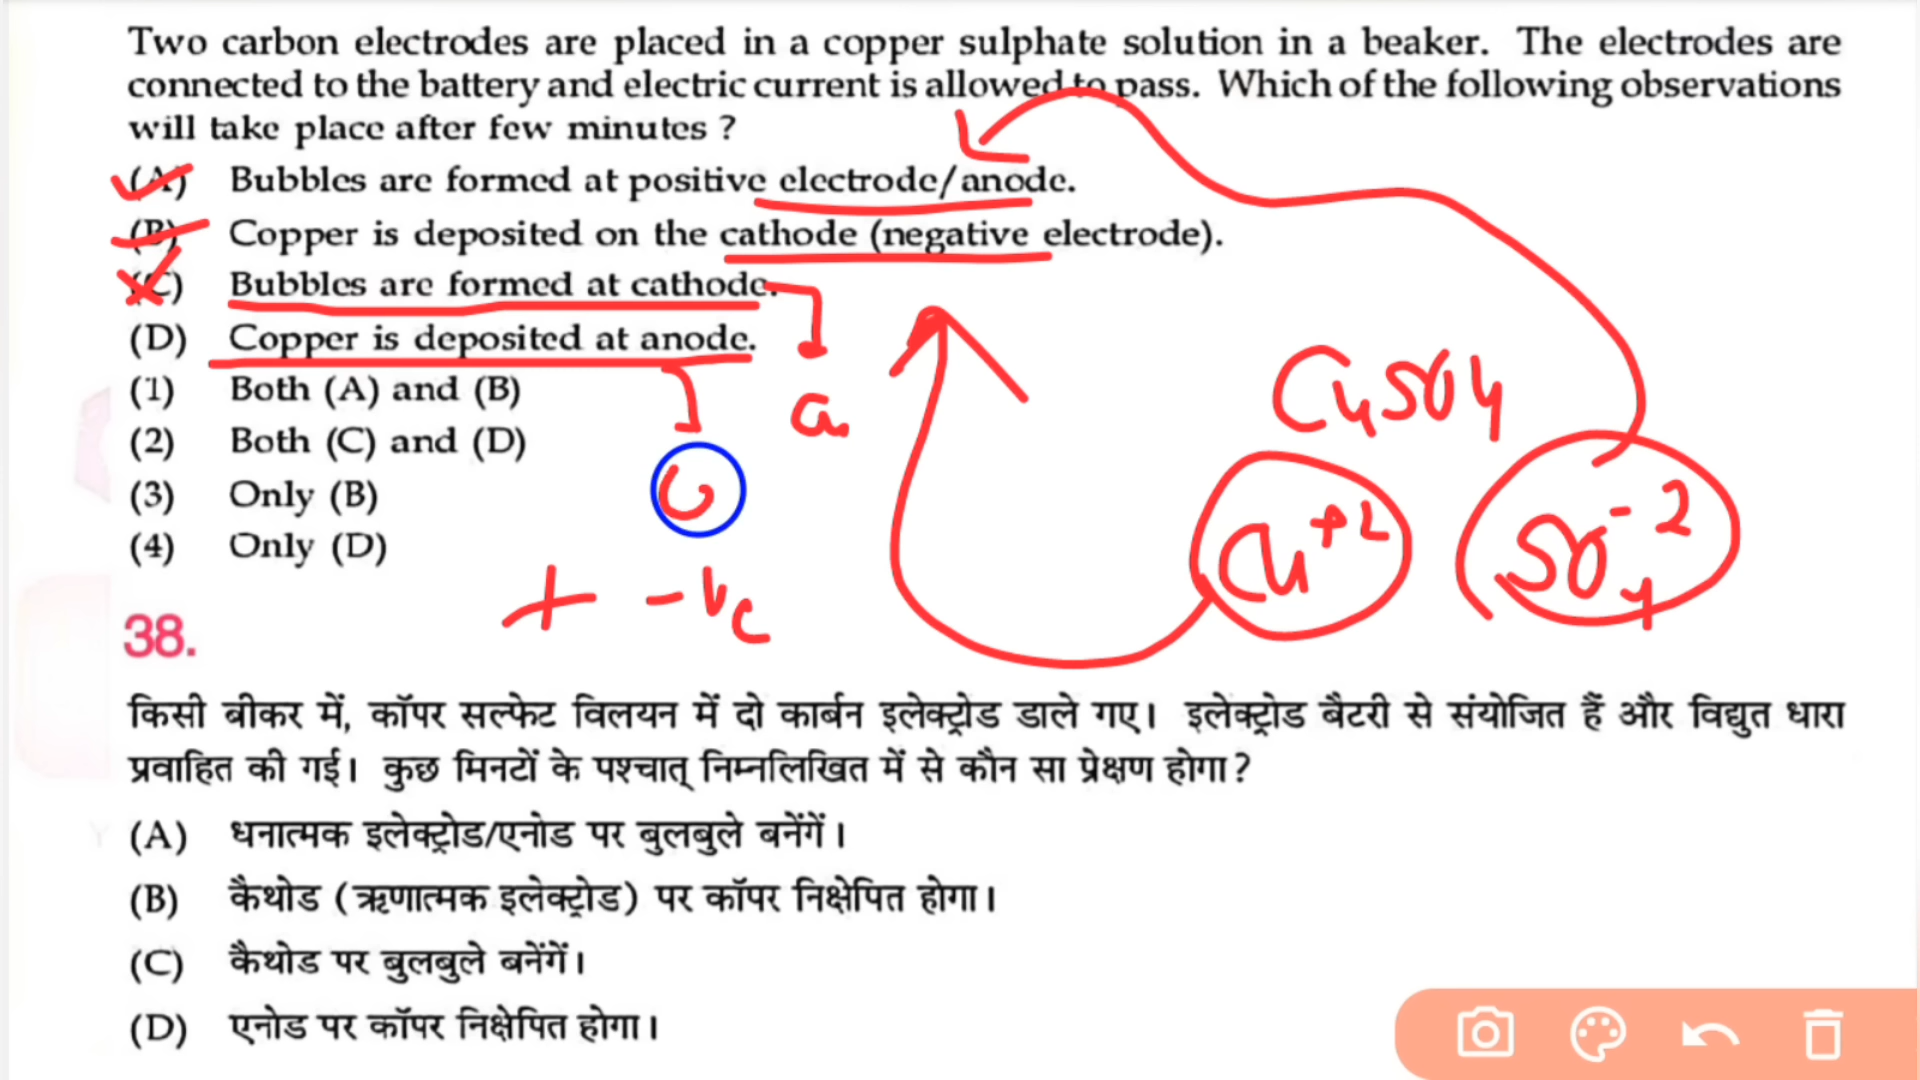 Two carbon electrodes are placed in a copper sulphate solution in a beaker. The electrodes are
connected to the battery and electric current is allowed to pass. Which of the following observations
will take place after few minutes ?
(A) Bubbles are formed at positive electrode/anode.
(B) Copper is deposited on the cathode (negative electrode).
(C) Bubbles are formed at cathode.
(D) Copper is deposited at anode.
(1) Both (A) and (B)
a.
CuSO4
(2) Both (C) and (D)
(3) Only (B)
C
Cu+2
SO4-2
(4) Only (D)
+ -ve
38.
किसी बीकर में, कॉपर सल्फेट विलयन में दो कार्बन इलेक्ट्रोड डाले गए। इलेक्ट्रोड बैटरी से संयोजित हैं और विद्युत धारा
प्रवाहित की गई। कुछ मिनटों के पश्चात् निम्नलिखित में से कौन सा प्रेक्षण होगा?
(A) धनात्मक इलेक्ट्रोड/एनोड पर बुलबुले बनेंगें।
(B) कैथोड (ऋणात्मक इलेक्ट्रोड) पर कॉपर निक्षेपित होगा।
(C) कैथोड पर बुलबुले बनेंगें।
(D) एनोड पर कॉपर निक्षेपित होगा।